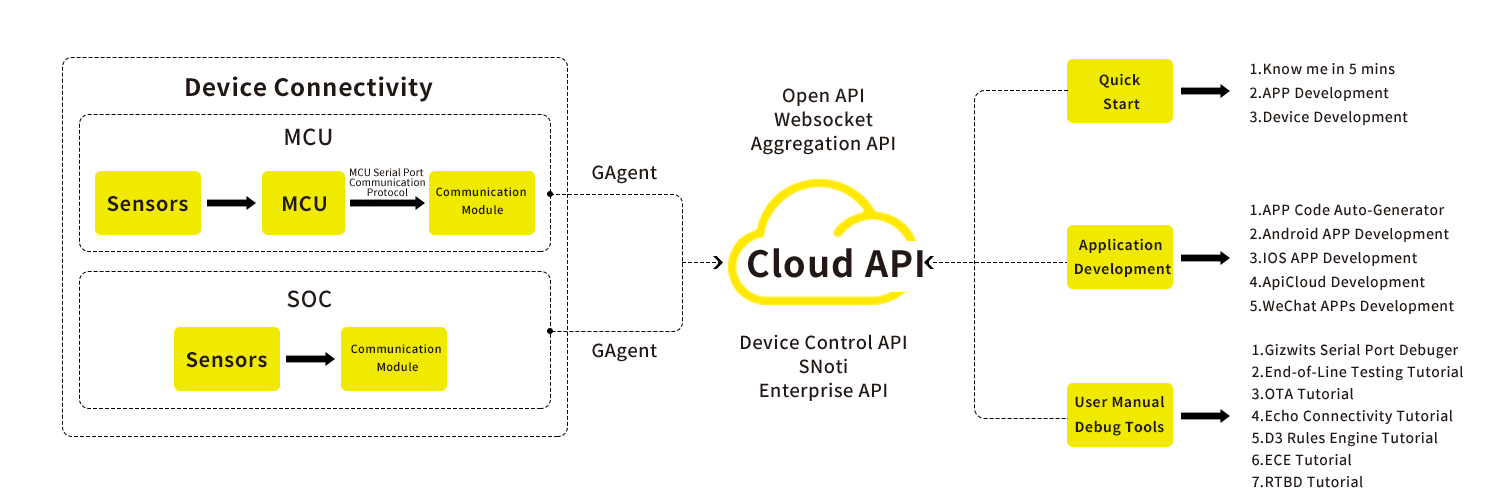 Device Connectivity
MCU
Sensors
MCU
MCU Serial Port
Communication
Protocol
Communication
Module
SOC
Sensors
Communication
Module
GAgent
GAgent
Open API
Websocket
Aggregation API
Cloud API
Device Control API
SNoti
Enterprise API
Quick
Start
1.Know me in 5 mins
2.APP Development
3.Device Development
Application
Development
1.APP Code Auto-Generator
2.Android APP Development
3.IOS APP Development
4.ApiCloud Development
5.WeChat APPs Development
User Manual
Debug Tools
1.Gizwits Serial Port Debuger
2.End-of-Line Testing Tutorial
3.OTA Tutorial
4.Echo Connectivity Tutorial
5.D3 Rules Engine Tutorial
6.ECE Tutorial
7.RTBD Tutorial